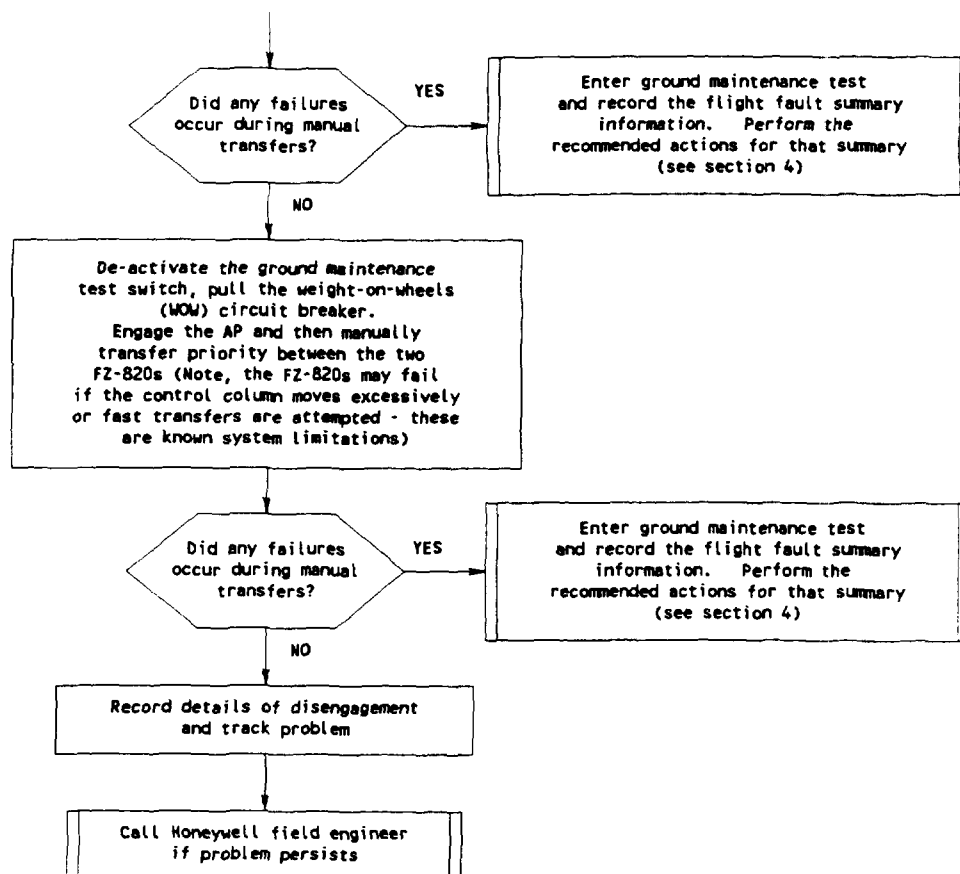 Did any failures
occur during manual
transfers?
YES
Enter ground maintenance test
and record the flight fault summary
information. Perform the
recommended actions for that summary
(see section 4)
NO
De-activate the ground maintenance
test switch, pull the weight-on-wheels
(WOW) circuit breaker.
Engage the AP and then manually
transfer priority between the two
FZ-820s (Note, the FZ-820s may fail
if the control column moves excessively
or fast transfers are attempted - these
are known system limitations)
Did any failures
occur during manual
transfers?
YES
Enter ground maintenance test
and record the flight fault summary
information. Perform the
recommended actions for that summary
(see section 4)
NO
Record details of disengagement
and track problem
Call Honeywell field engineer
if problem persists